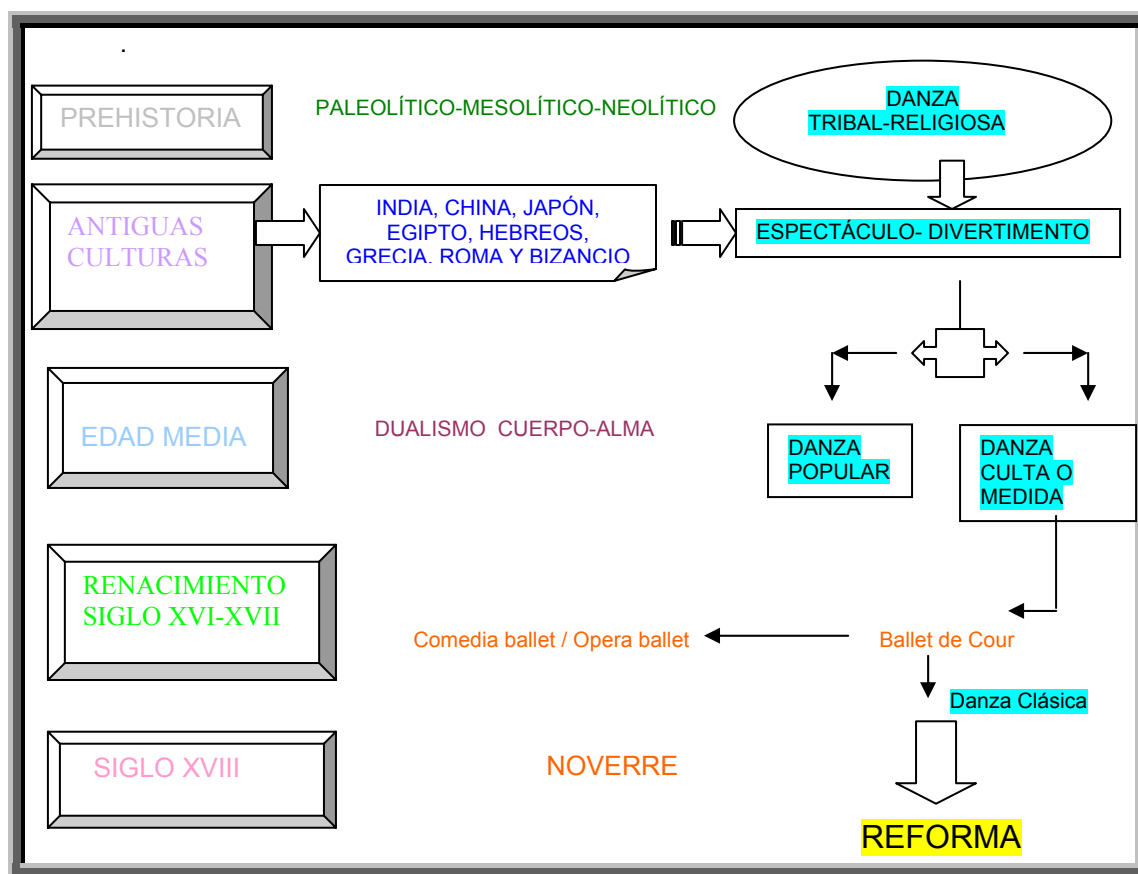 .
PREHISTORIA
PALEOLÍTICO-MESOLÍTICO-NEOLÍTICO
DANZA
TRIBAL-RELIGIOSA
ANTIGUAS
CULTURAS
INDIA, CHINA, JAPÓN,
EGIPTO, HEBREOS,
GRECIA, ROMA Y BIZANCIO
ESPECTÁCULO- DIVERTIMENTO
EDAD MEDIA
DUALISMO CUERPO-ALMA
DANZA
POPULAR
DANZA
CULTA O
MEDIDA
RENACIMIENTO
SIGLO XVI-XVII
Comedia ballet / Opera ballet
Ballet de Cour
Danza Clásica
SIGLO XVIII
NOVERRE
REFORMA